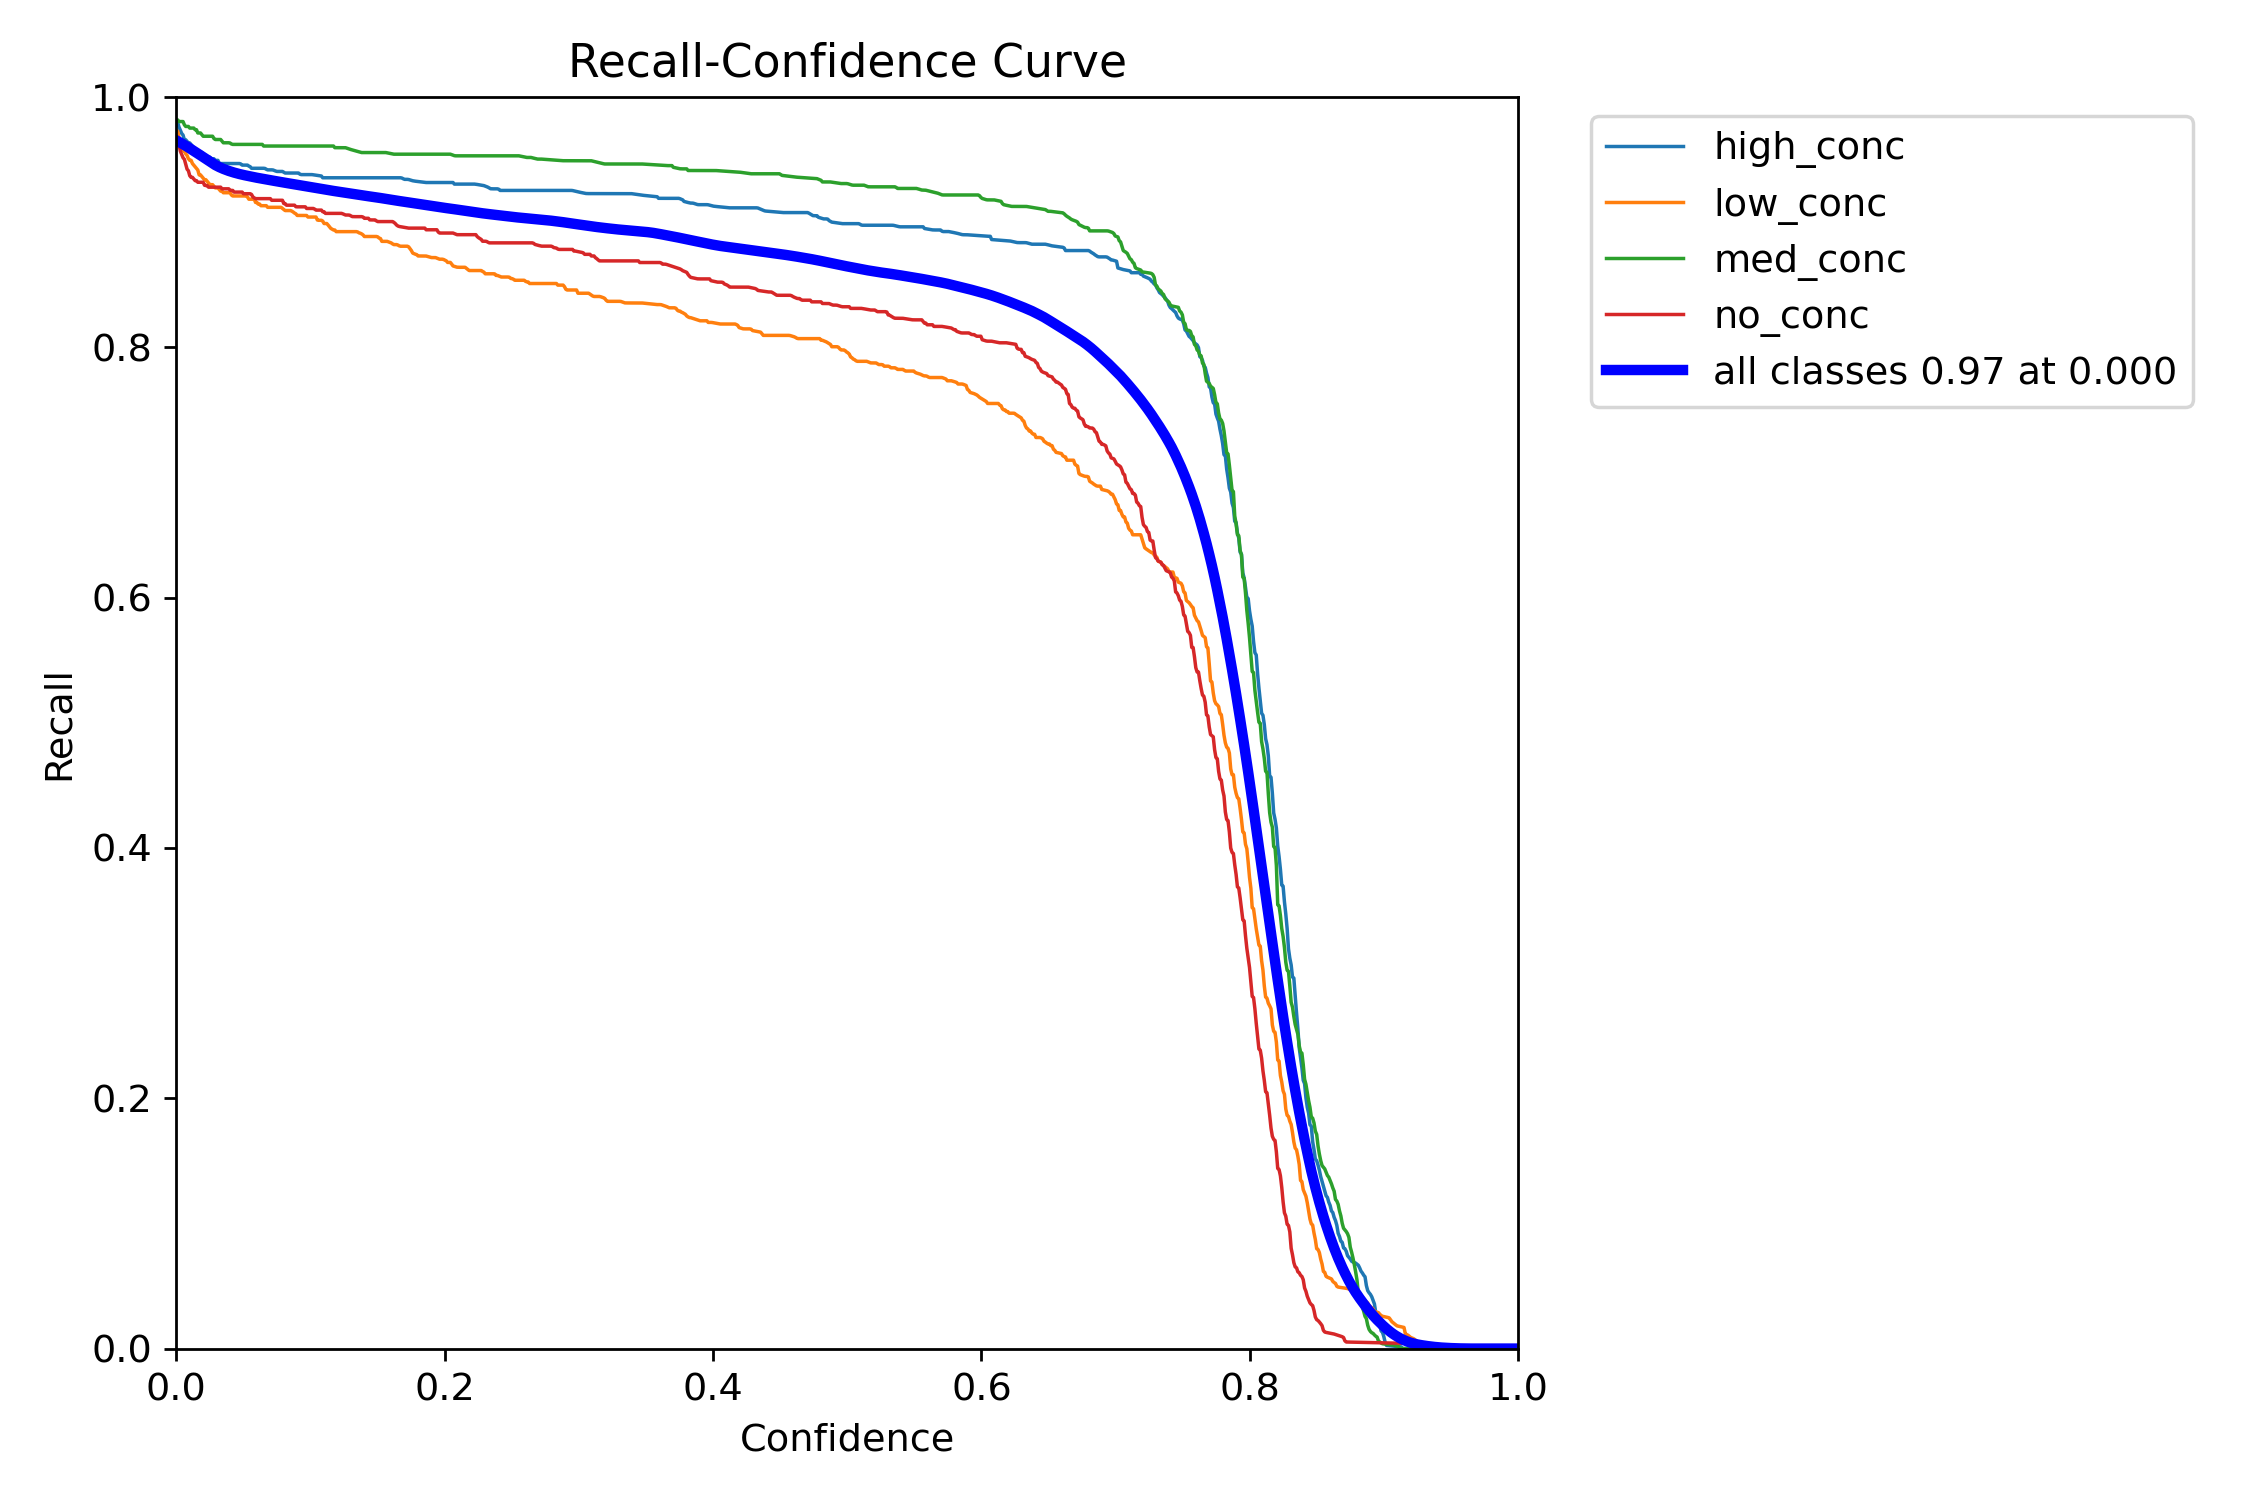 Recall-Confidence Curve
1.0
0.8
0.6
0.4
0.2
0.0
Recall
0.0 0.2 0.4 0.6 0.8 1.0
Confidence
high_conc
low_conc
med_conc
no_conc
all classes 0.97 at 0.000